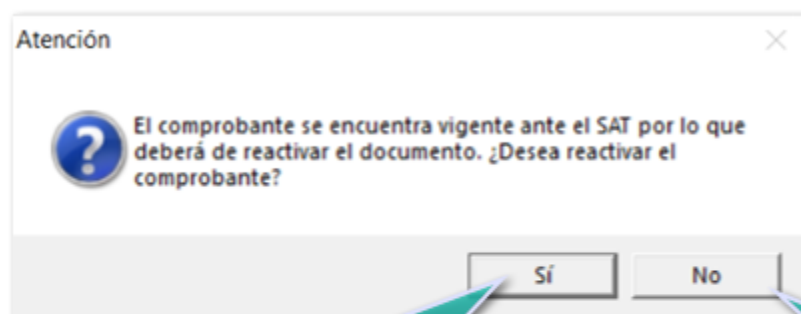 Atención
El comprobante se encuentra vigente ante el SAT por lo que
deberá de reactivar el documento. ¿Desea reactivar el
comprobante?
Sí No